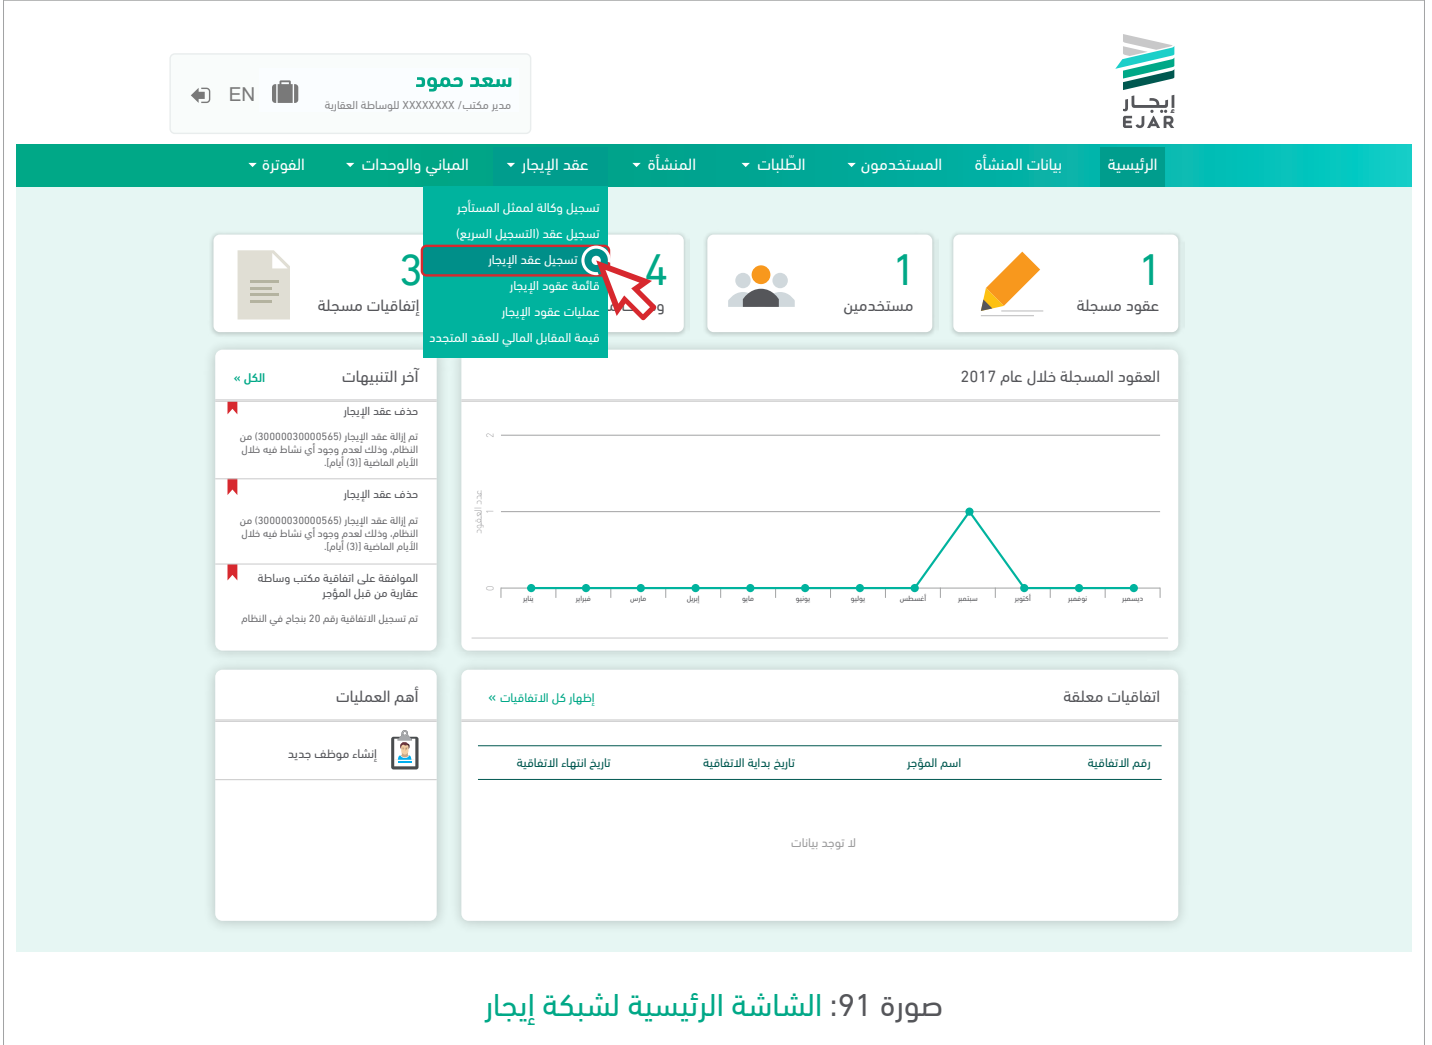 إيجـار
EJAR
سعد حمود
مدير مكتب/ XXXXXXXX للوساطة العقارية
EN
الرئيسية
بيانات المنشأة
المستخدمون
الطّلبات
المنشأة
عقد الإيجار
المباني والوحدات
الفوترة
تسجيل وكالة لممثل المستأجر
تسجيل عقد (التسجيل السريع)
تسجيل عقد الإيجار
قائمة عقود الإيجار
عمليات عقود الإيجار
قيمة المقابل المالي للعقد المتجدد
1
عقود مسجلة
1
مستخدمين
4
3
إتفاقيات مسجلة
العقود المسجلة خلال عام 2017
2
1
0
عدد العقود
يناير
فبراير
مارس
إبريل
مايو
يونيو
يوليو
أغسطس
سبتمبر
أكتوبر
نوفمبر
ديسمبر
آخر التنبيهات
الكل »
حذف عقد الإيجار
تم إزالة عقد الإيجار (30000030000565) من
النظام، وذلك لعدم وجود أي نشاط فيه خلال
الأيام الماضية [(3) أيام].
حذف عقد الإيجار
تم إزالة عقد الإيجار (30000030000565) من
النظام، وذلك لعدم وجود أي نشاط فيه خلال
الأيام الماضية [(3) أيام].
الموافقة على اتفاقية مكتب وساطة
عقارية من قبل المؤجر
تم تسجيل الاتفاقية رقم 20 بنجاح في النظام
اتفاقيات معلقة
إظهار كل الاتفاقيات »
رقم الاتفاقية
اسم المؤجر
تاريخ بداية الاتفاقية
تاريخ انتهاء الاتفاقية
لا توجد بيانات
أهم العمليات
إنشاء موظف جديد
صورة 91: الشاشة الرئيسية لشبكة إيجار